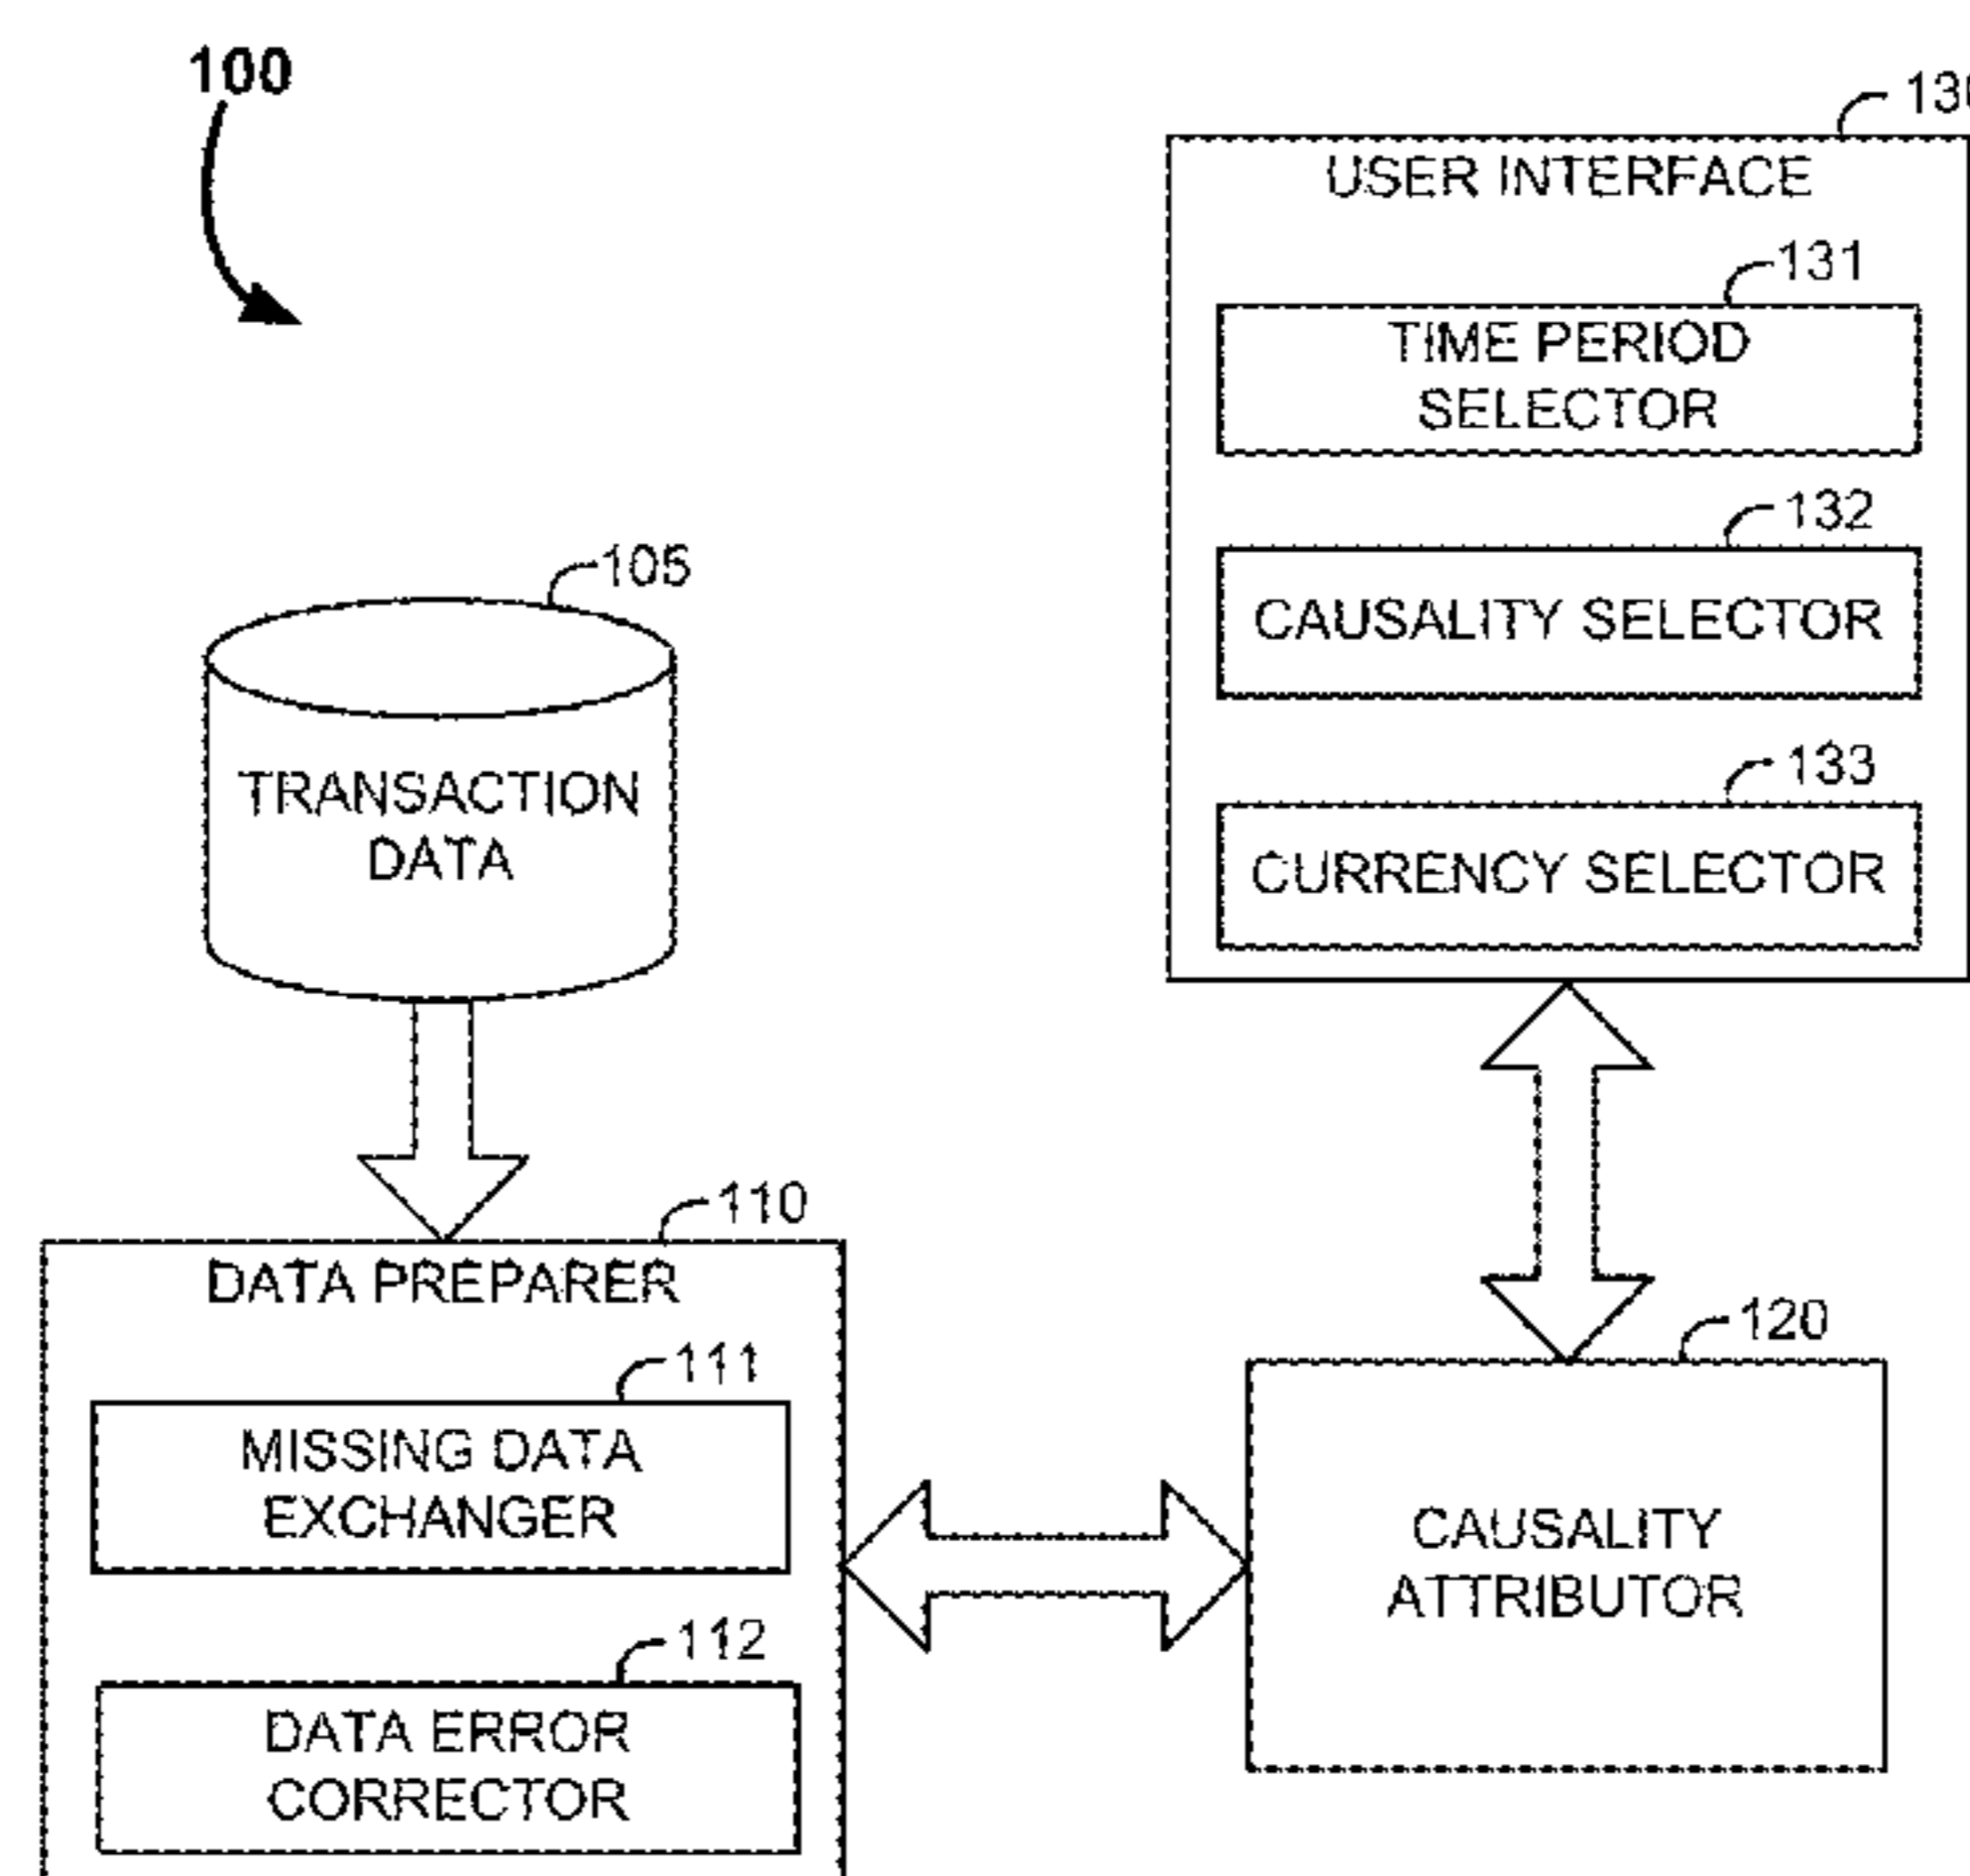 100
USER INTERFACE
131
TIME PERIOD
SELECTOR
132
CAUSALITY SELECTOR
133
CURRENCY SELECTOR
105
TRANSACTION
DATA
110
DATA PREPARER
111
MISSING DATA
EXCHANGER
112
DATA ERROR
CORRECTOR
120
CAUSALITY
ATTRIBUTOR